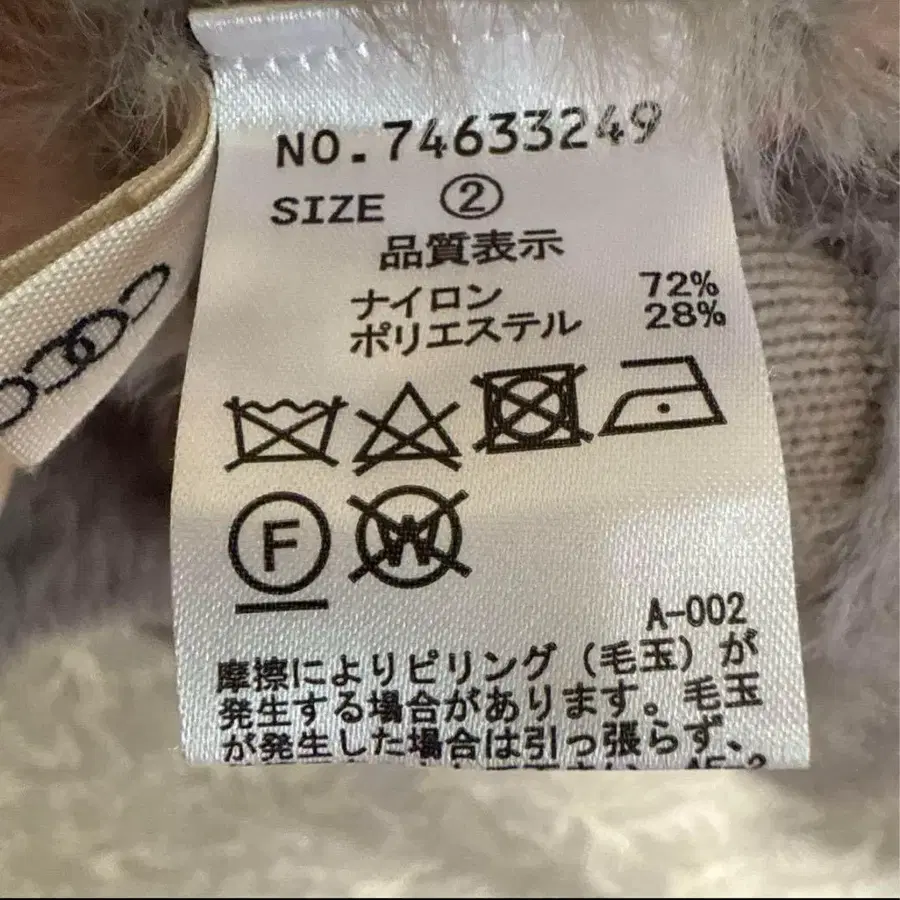 NO.74633249
SIZE ②
品質表示
ナイロン 72%
ポリエステル 28%
F
W
A-002
摩擦によりピリング（毛玉）が
発生する場合があります。毛玉
が発生した場合は引っ張らず、